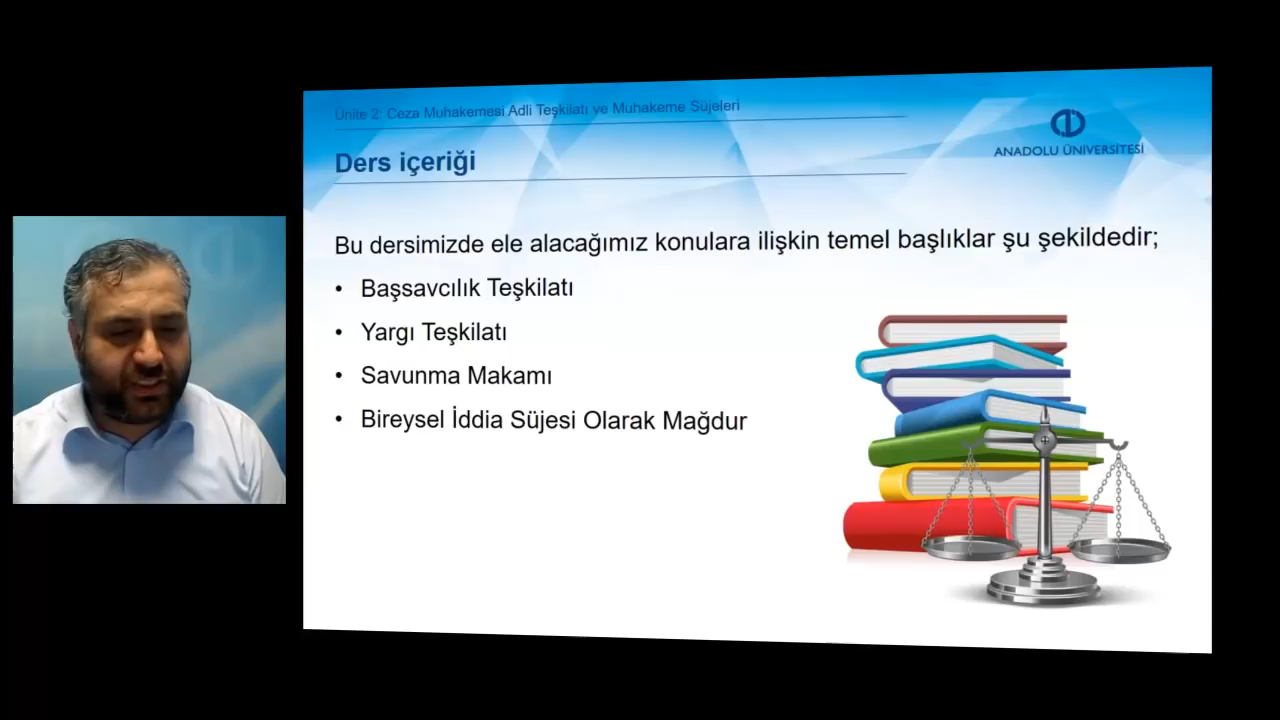 Ünite 2: Ceza Muhakemesi Adli Teşkilatı ve Muhakeme Süjeleri
Ders içeriği
ANADOLU ÜNİVERSİTESİ
Bu dersimizde ele alacağımız konulara ilişkin temel başlıklar şu şekildedir;
• Başsavcılık Teşkilatı
• Yargı Teşkilatı
• Savunma Makamı
• Bireysel İddia Süjesi Olarak Mağdur